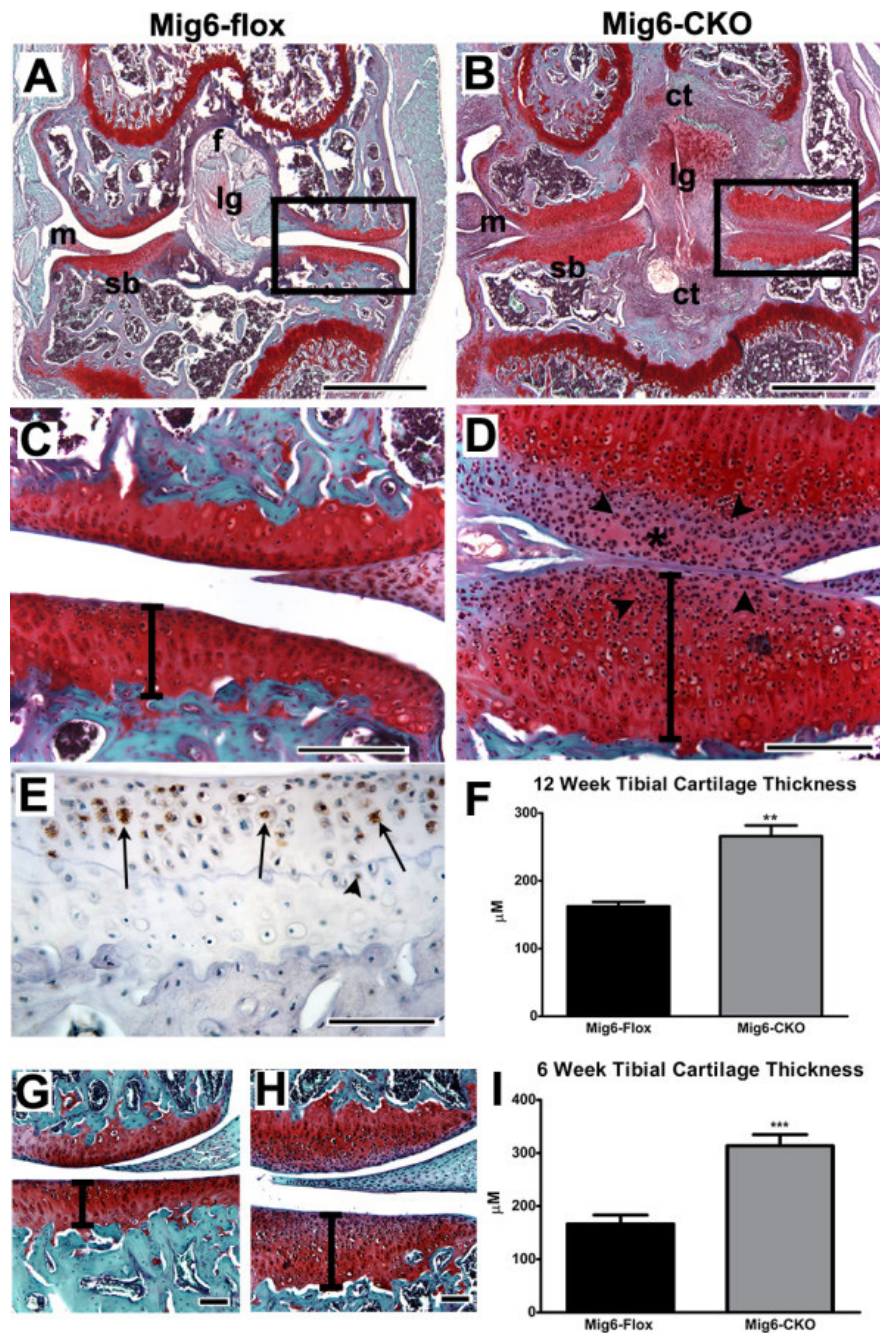 Mig6-flox Mig6-CKO
A
f
lg
m
sb
B
ct
lg
m
sb
ct
C
D
*
E
F
12 Week Tibial Cartilage Thickness
300
**
200
μM
100
0
Mig6-Flox Mig6-CKO
G
H
I
6 Week Tibial Cartilage Thickness
400
***
300
μM
200
100
0
Mig6-Flox Mig6-CKO